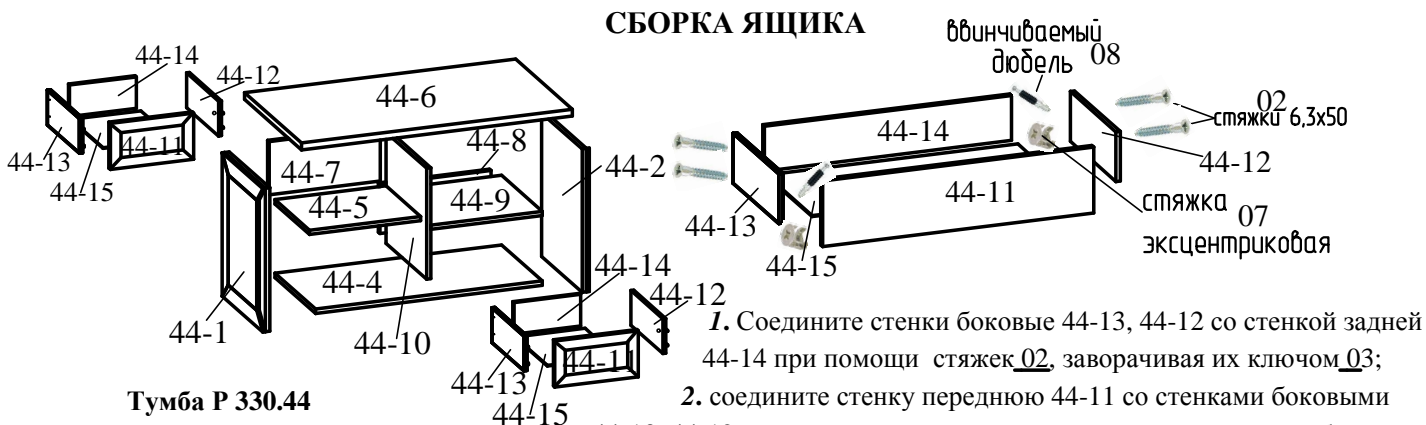 СБОРКА ЯЩИКА
44-14
44-12
44-13
44-15
44-11
44-6
44-7
44-8
44-2
44-5
44-9
44-4
44-1
44-10
44-14
44-12
44-13
44-11
44-15
Тумба Р 330.44
ввинчиваемый
дюбель 08
44-14
02
стяжки 6,3х50
44-12
44-11
44-13
44-15
стяжка
07
эксцентриковая
1. Соедините стенки боковые 44-13, 44-12 со стенкой задней
44-14 при помощи стяжек 02, заворачивая их ключом 03;
2. соедините стенку переднюю 44-11 со стенками боковыми